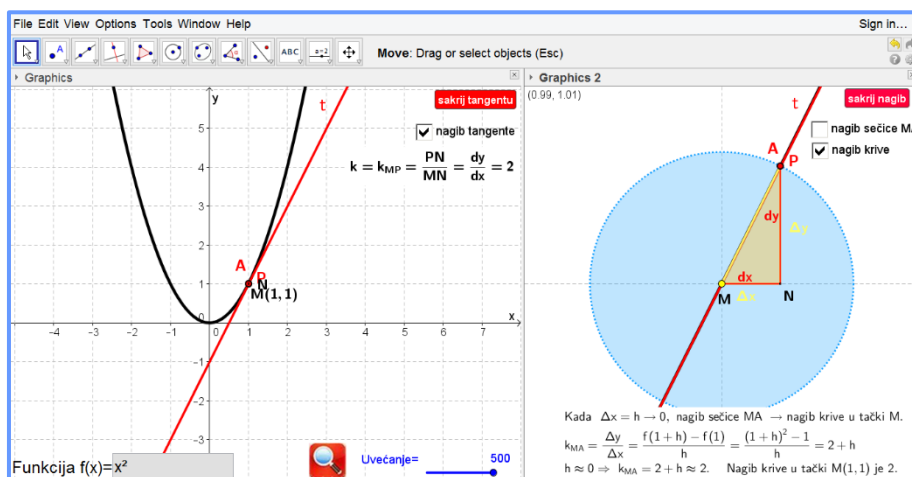 File Edit View Options Tools Window Help
Sign in...
ABC
a=2
Move: Drag or select objects (Esc)
Graphics
Graphics 2
y
t
sakrij tangentu
nagib tangente
k = k_MP = PN/MN = dy/dx = 2
5
4
3
2
1
-1
-2
-3
A
P
N
M(1, 1)
x
-4 -3 -2 -1 0 1 2 3 4 5 6 7
Funkcija f(x)= x²
Uvećanje= 500
(0.99, 1.01)
t
sakrij nagib
nagib sečice MA
nagib krive
A
P
dy
Δy
dx
M
Δx
N
Kada Δx = h → 0, nagib sečice MA → nagib krive u tački M.
k_MA = Δy/Δx = f(1+h)−f(1)/h = (1+h)²−1/h = 2 + h
h ≈ 0 ⇒ k_MA = 2 + h ≈ 2. Nagib krive u tački M(1, 1) je 2.